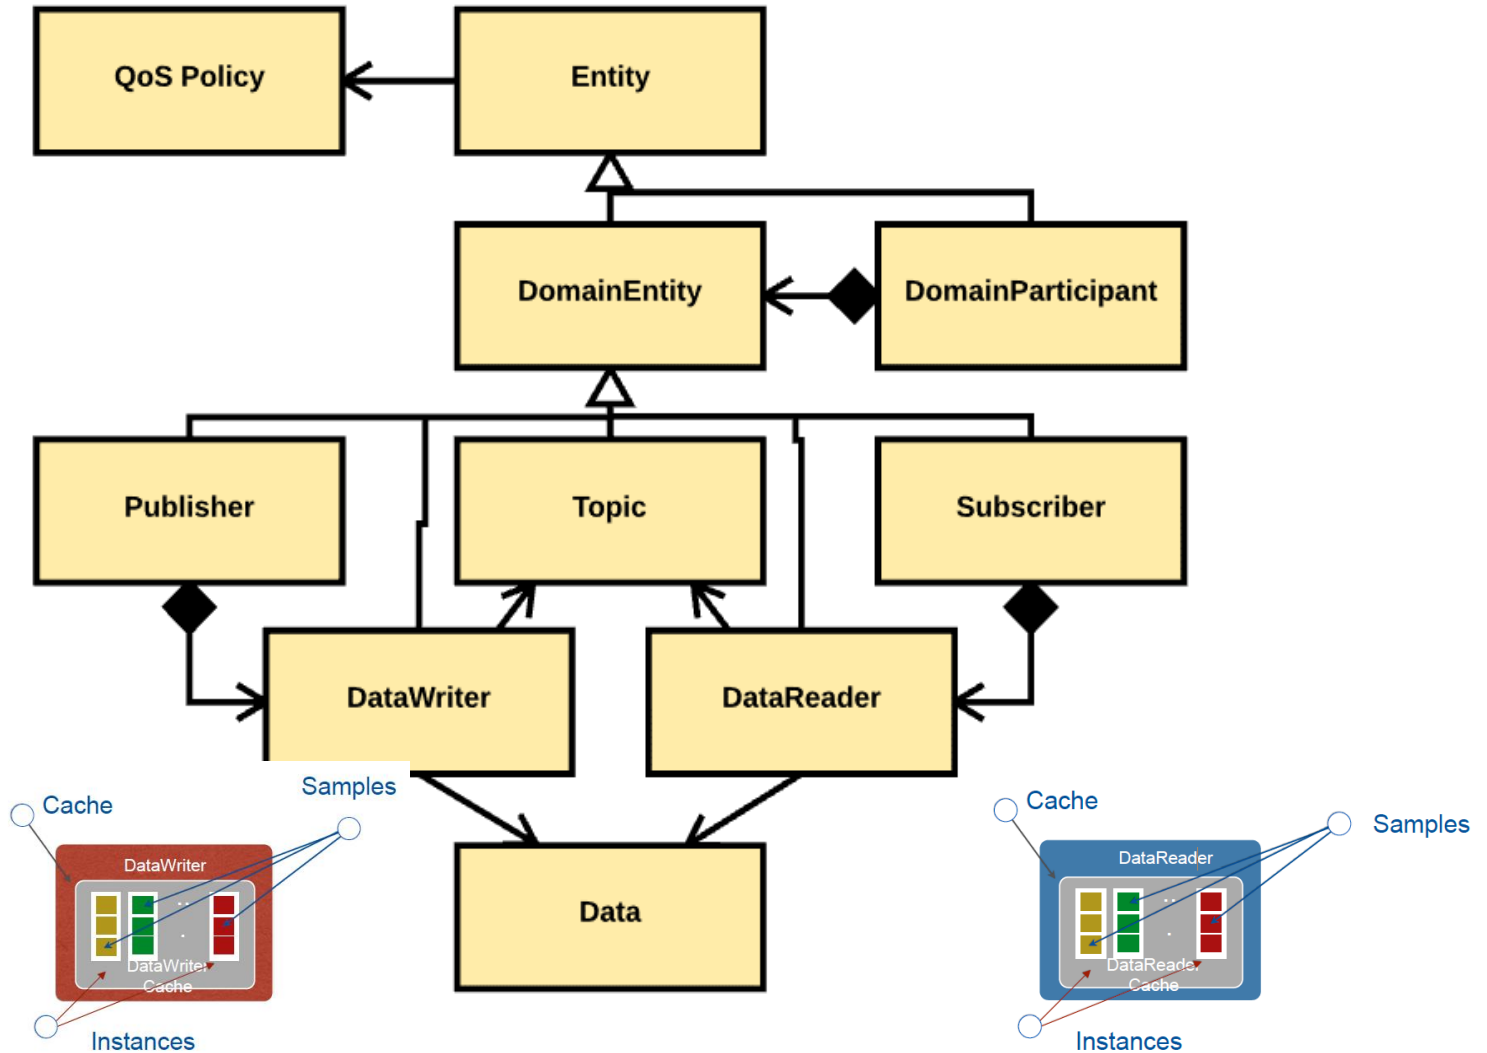 QoS Policy
Entity
DomainEntity
DomainParticipant
Publisher
Topic
Subscriber
DataWriter
DataReader
Samples
Cache
DataWriter
DataWriter
Cache
Instances
Data
Cache
Samples
DataReader
DataReader
Cache
Instances